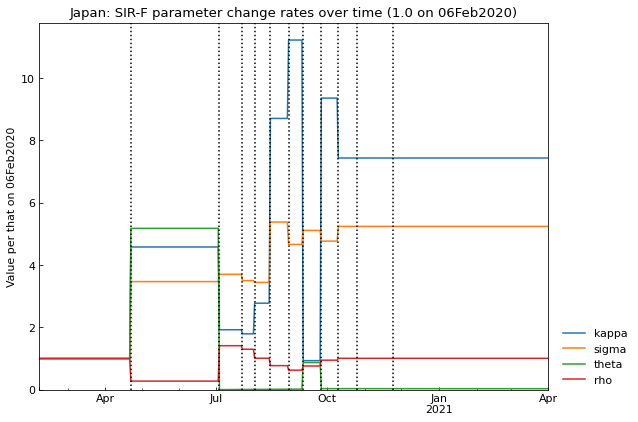 Japan: SIR-F parameter change rates over time (1.0 on 06Feb2020)
Value per that on 06Feb2020
10
8
6
4
2
0
Apr
Jul
Oct
Jan
2021
Apr
kappa
sigma
theta
rho